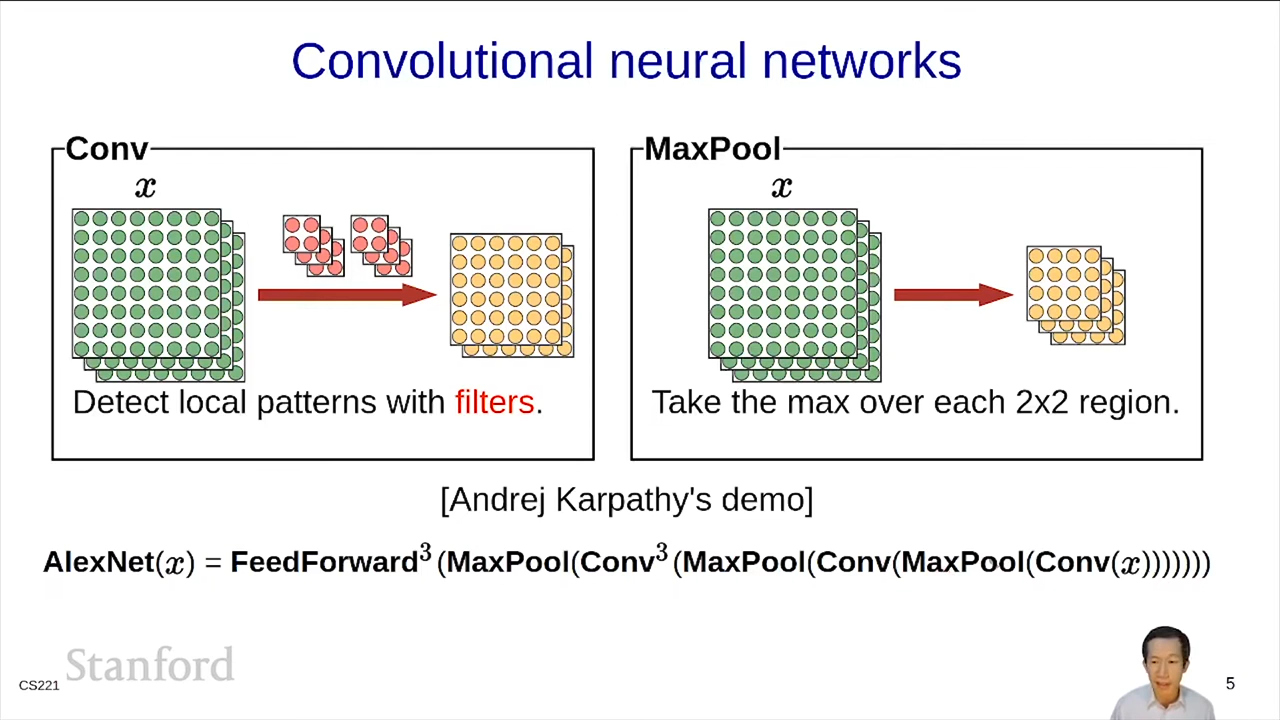 Convolutional neural networks
Conv
x
Detect local patterns with filters.
MaxPool
x
Take the max over each 2x2 region.
[Andrej Karpathy's demo]
AlexNet(x) = FeedForward³(MaxPool(Conv³(MaxPool(Conv(MaxPool(Conv(x)))))))
Stanford
CS221
5